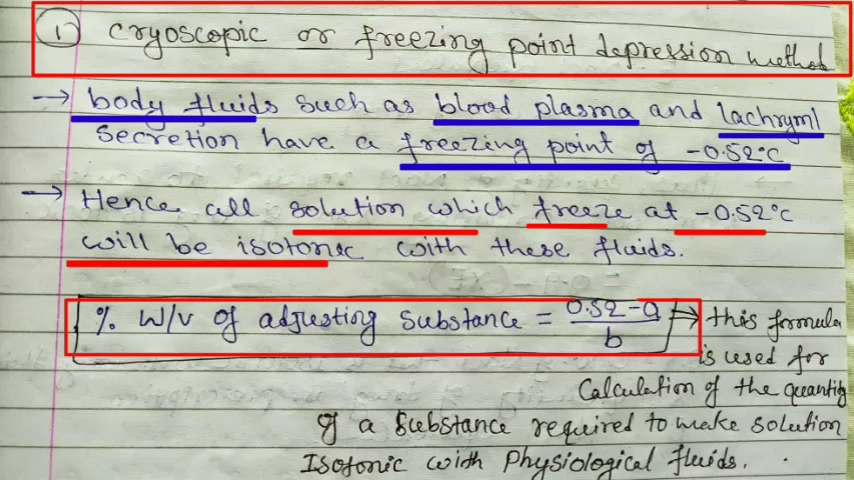 ① cryoscopic or freezing point depression method
→ body fluids such as blood plasma and lachryml
secretion have a freezing point of -0.52°C
→ Hence all solution which freeze at -0.52°C
will be isotonic with these fluids.
% W/V of adjusting substance = 0.52-a / b → this formula
is used for
Calculation of the quantity
of a substance required to make solution
Isotonic with Physiological fluids.